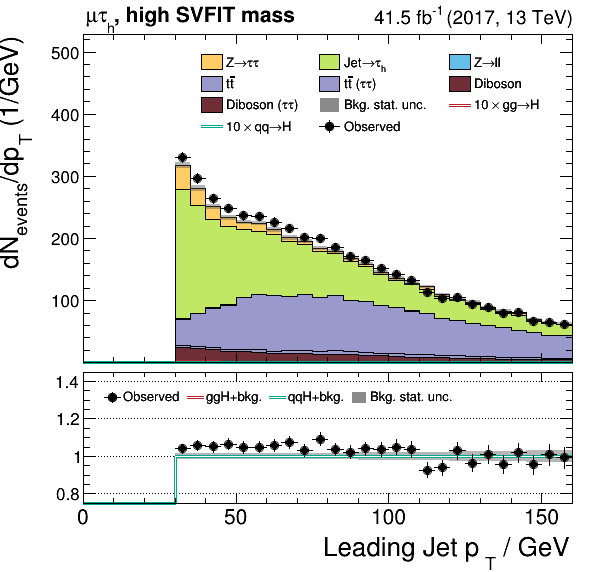 μτh, high SVFIT mass 41.5 fb-1 (2017, 13 TeV)
dNevents/dpT (1/GeV)
500
400
300
200
100
Z→ττ Jet→τh Z→ll
tt̄ tt̄ (ττ) Diboson
Diboson (ττ) Bkg. stat. unc. 10 × gg→H
10 × qq→H Observed
1.4
1.2
1
0.8
Observed ggH+bkg. qqH+bkg. Bkg. stat. unc.
0 50 100 150
Leading Jet pT / GeV